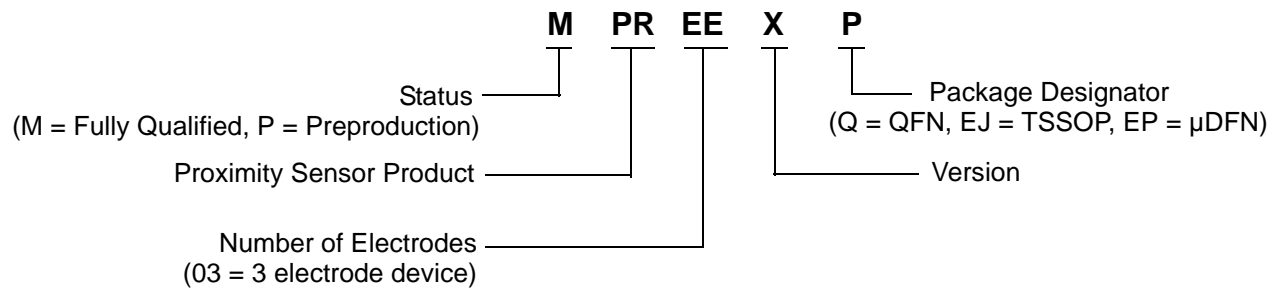 M PR EE X P
Status
(M = Fully Qualified, P = Preproduction)
Package Designator
(Q = QFN, EJ = TSSOP, EP = µDFN)
Proximity Sensor Product
Version
Number of Electrodes
(03 = 3 electrode device)